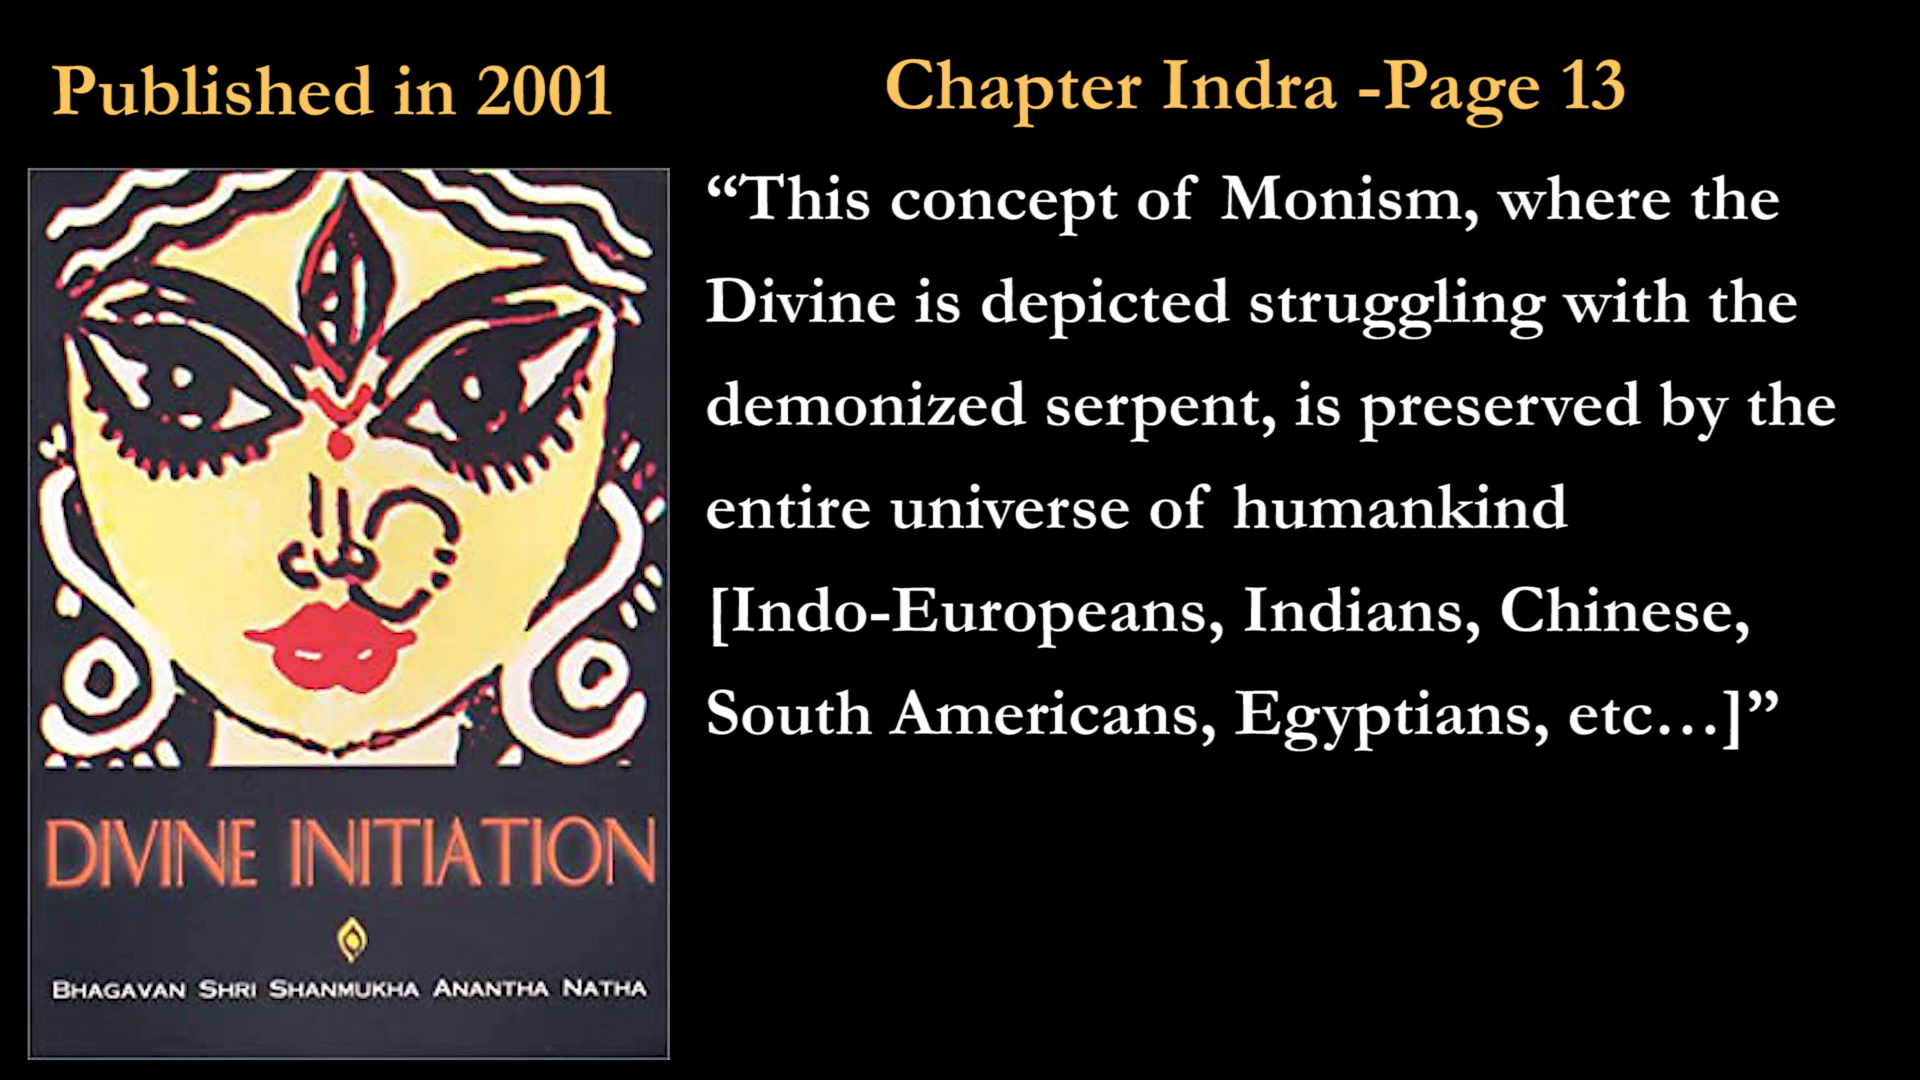 Published in 2001
Chapter Indra -Page 13
“This concept of Monism, where the
Divine is depicted struggling with the
demonized serpent, is preserved by the
entire universe of humankind
[Indo-Europeans, Indians, Chinese,
South Americans, Egyptians, etc…]”
DIVINE INITIATION
BHAGAVAN SHRI SHANMUKHA ANANTHA NATHA